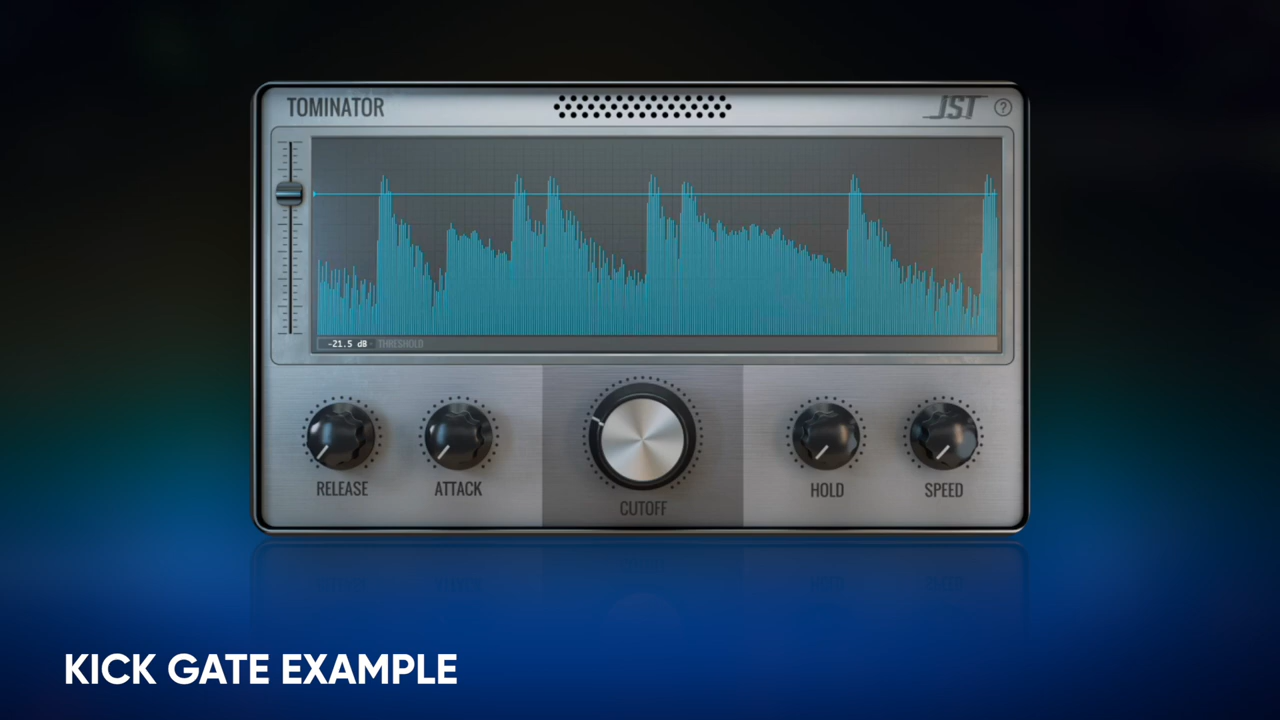 TOMINATOR
JST
?
-21.5 dB THRESHOLD
RELEASE
ATTACK
CUTOFF
HOLD
SPEED
KICK GATE EXAMPLE